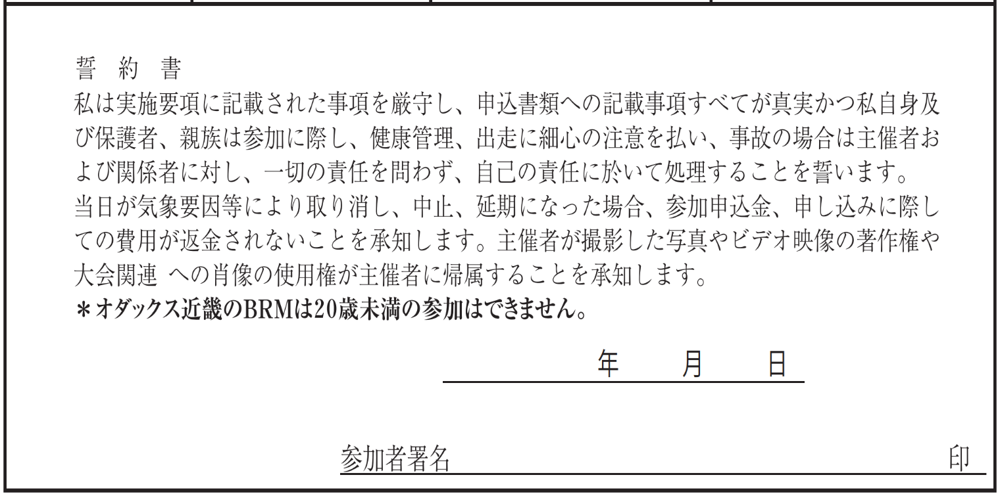 誓　約　書
私は実施要項に記載された事項を厳守し、申込書類への記載事項すべてが真実かつ私自身及
び保護者、親族は参加に際し、健康管理、出走に細心の注意を払い、事故の場合は主催者お
よび関係者に対し、一切の責任を問わず、自己の責任に於いて処理することを誓います。
当日が気象要因等により取り消し、中止、延期になった場合、参加申込金、申し込みに際し
ての費用が返金されないことを承知します。主催者が撮影した写真やビデオ映像の著作権や
大会関連 への肖像の使用権が主催者に帰属することを承知します。
＊オダックス近畿のBRMは20歳未満の参加はできません。
年　月　日
参加者署名　印